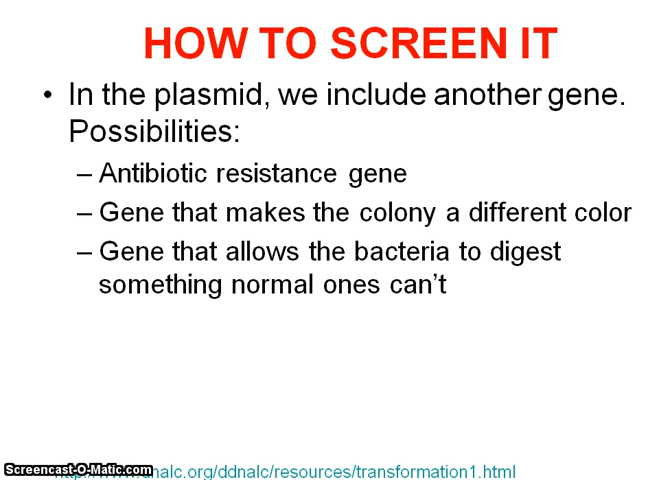 HOW TO SCREEN IT
• In the plasmid, we include another gene.
Possibilities:
– Antibiotic resistance gene
– Gene that makes the colony a different color
– Gene that allows the bacteria to digest
something normal ones can’t
Screencast-O-Matic.com
.org/ddnalc/resources/transformation1.html